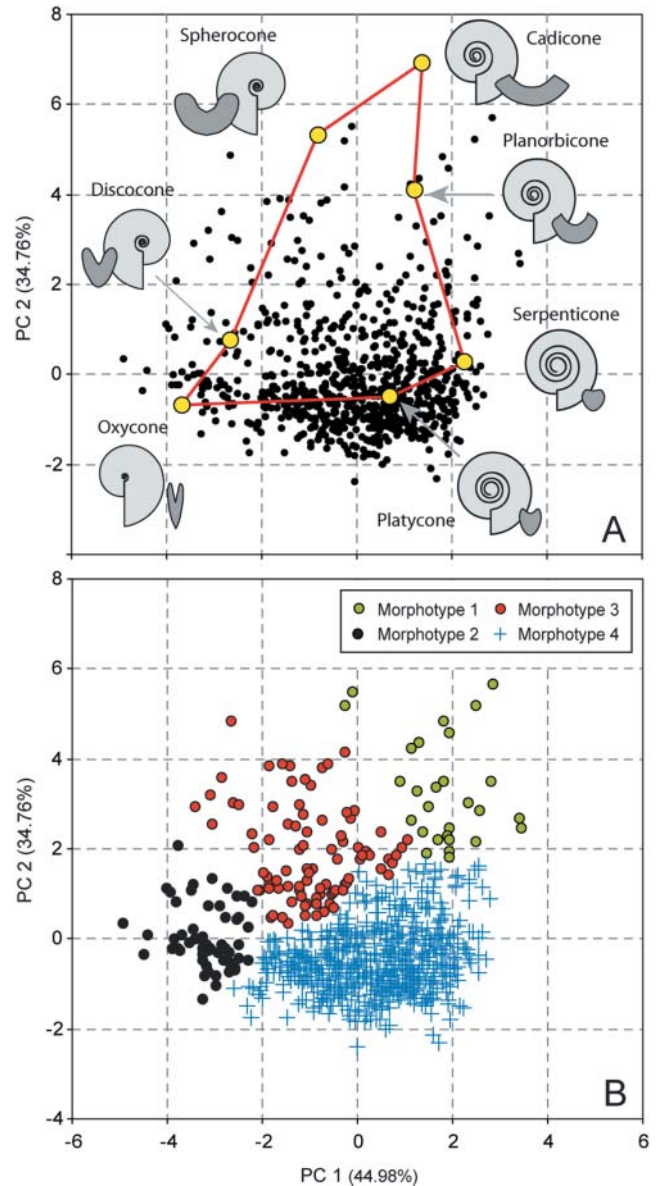 8
Spherocone
Cadicone
6
Planorbicone
Discocone
4
2
Serpenticone
0
Oxycone
-2
Platycone
A
PC 2 (34.76%)
8
Morphotype 1
Morphotype 3
Morphotype 2
Morphotype 4
6
4
2
0
-2
B
-4
PC 2 (34.76%)
-6
-4
-2
0
2
4
6
PC 1 (44.98%)